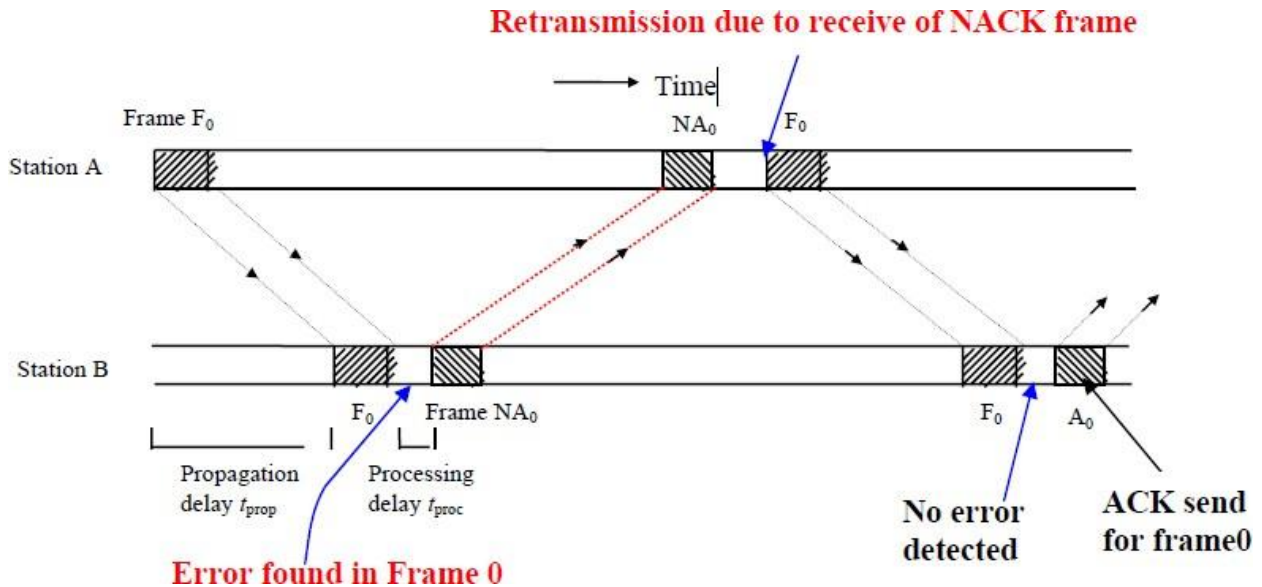 Retransmission due to receive of NACK frame
Time
Frame F₀
NA₀
F₀
Station A
Station B
F₀
Frame NA₀
F₀
A₀
Propagation
delay tprop
Processing
delay tproc
No error
detected
ACK send
for frame0
Error found in Frame 0